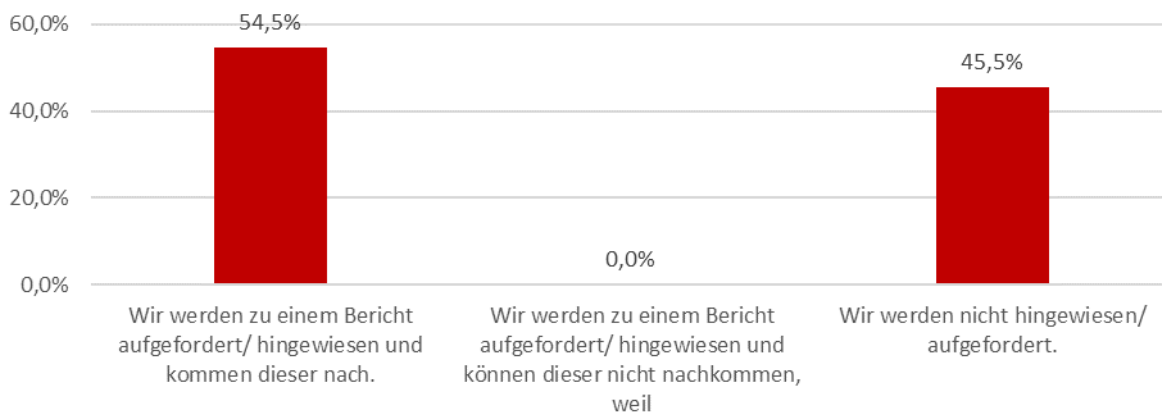 60,0%
54,5%
45,5%
40,0%
20,0%
0,0%
0,0%
Wir werden zu einem Bericht
aufgefordert/ hingewiesen und
kommen dieser nach.
Wir werden zu einem Bericht
aufgefordert/ hingewiesen und
können dieser nicht nachkommen,
weil
Wir werden nicht hingewiesen/
aufgefordert.